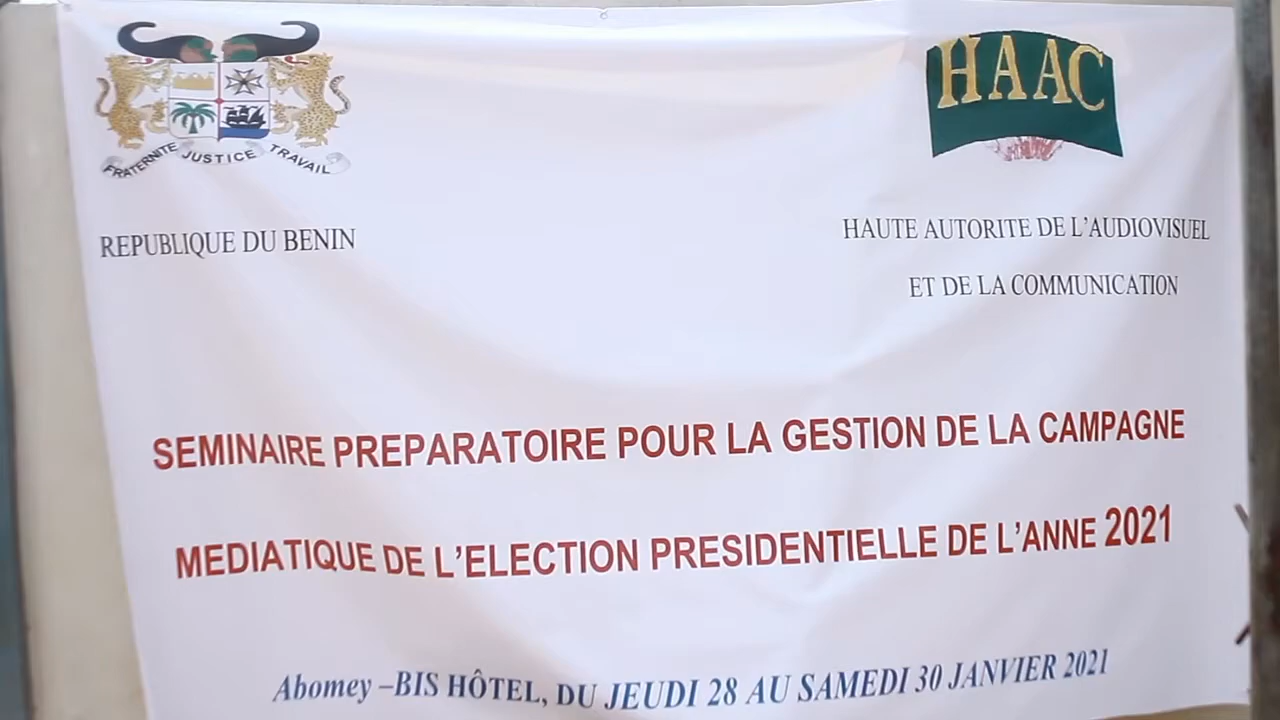 FRATERNITE JUSTICE TRAVAIL
REPUBLIQUE DU BENIN
HAAC
HAUTE AUTORITE DE L'AUDIOVISUEL
ET DE LA COMMUNICATION
SEMINAIRE PREPARATOIRE POUR LA GESTION DE LA CAMPAGNE
MEDIATIQUE DE L'ELECTION PRESIDENTIELLE DE L'ANNE 2021
Abomey –BIS HÔTEL, DU JEUDI 28 AU SAMEDI 30 JANVIER 2021